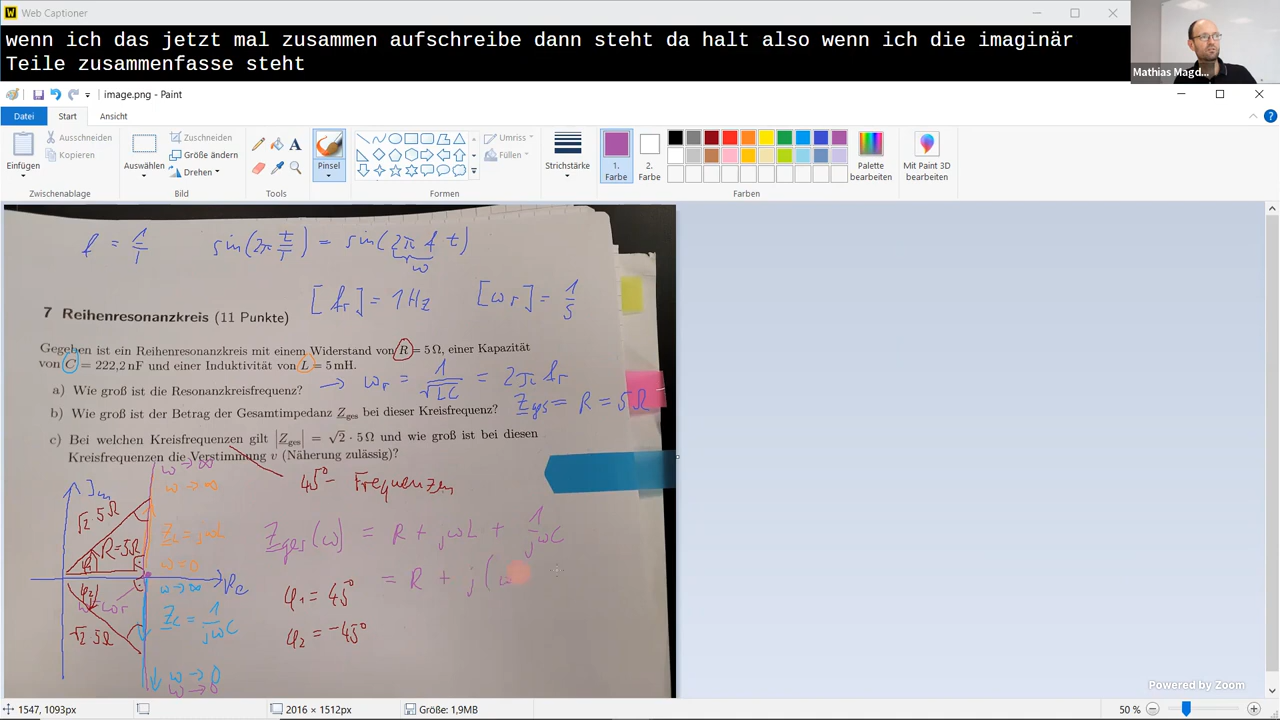 Web Captioner
wenn ich das jetzt mal zusammen aufschreibe dann steht da halt also wenn ich die imaginär
Teile zusammenfasse steht
Mathias Magd...
image.png - Paint
Datei Start Ansicht
Einfügen
Ausschneiden
Kopieren
Zwischenablage
Auswählen
Zuschneiden
Größe ändern
Drehen
Bild
Tools
Pinsel
Umriss
Füllen
Formen
Strichstärke
1. Farbe
2. Farbe
Palette bearbeiten
Farben
Mit Paint 3D bearbeiten
f = 1/T sin(2π t/T) = sin(2π f t)
ω
[fr] = 1Hz [ωr] = 1/s
7 Reihenresonanzkreis (11 Punkte)
Gegeben ist ein Reihenresonanzkreis mit einem Widerstand von R = 5 Ω, einer Kapazität
von C = 222,2 nF und einer Induktivität von L = 5 mH.
a) Wie groß ist die Resonanzkreisfrequenz? → ωr = 1/√LC = 2π fr
b) Wie groß ist der Betrag der Gesamtimpedanz Zges bei dieser Kreisfrequenz? Zges = R = 5Ω
c) Bei welchen Kreisfrequenzen gilt |Zges| = √2 · 5 Ω und wie groß ist bei diesen
Kreisfrequenzen die Verstimmung v (Näherung zulässig)?
ω → ∞
ω → ∞
45° - Frequenzen
Im
√2 5Ω
ZL = jωL
R = 5Ω
φ1
ω = 0
Zges(ω) = R + jωL + 1/jωC
Re
ω → ∞
= R + j(ω
φ2
ω = ωr
ZC = 1/jωC
√2 5Ω
φ1 = 45°
φ2 = -45°
ω → 0
ω → 0
Powered by Zoom
1547, 1093px
2016 × 1512px
Größe: 1,9MB
50 %